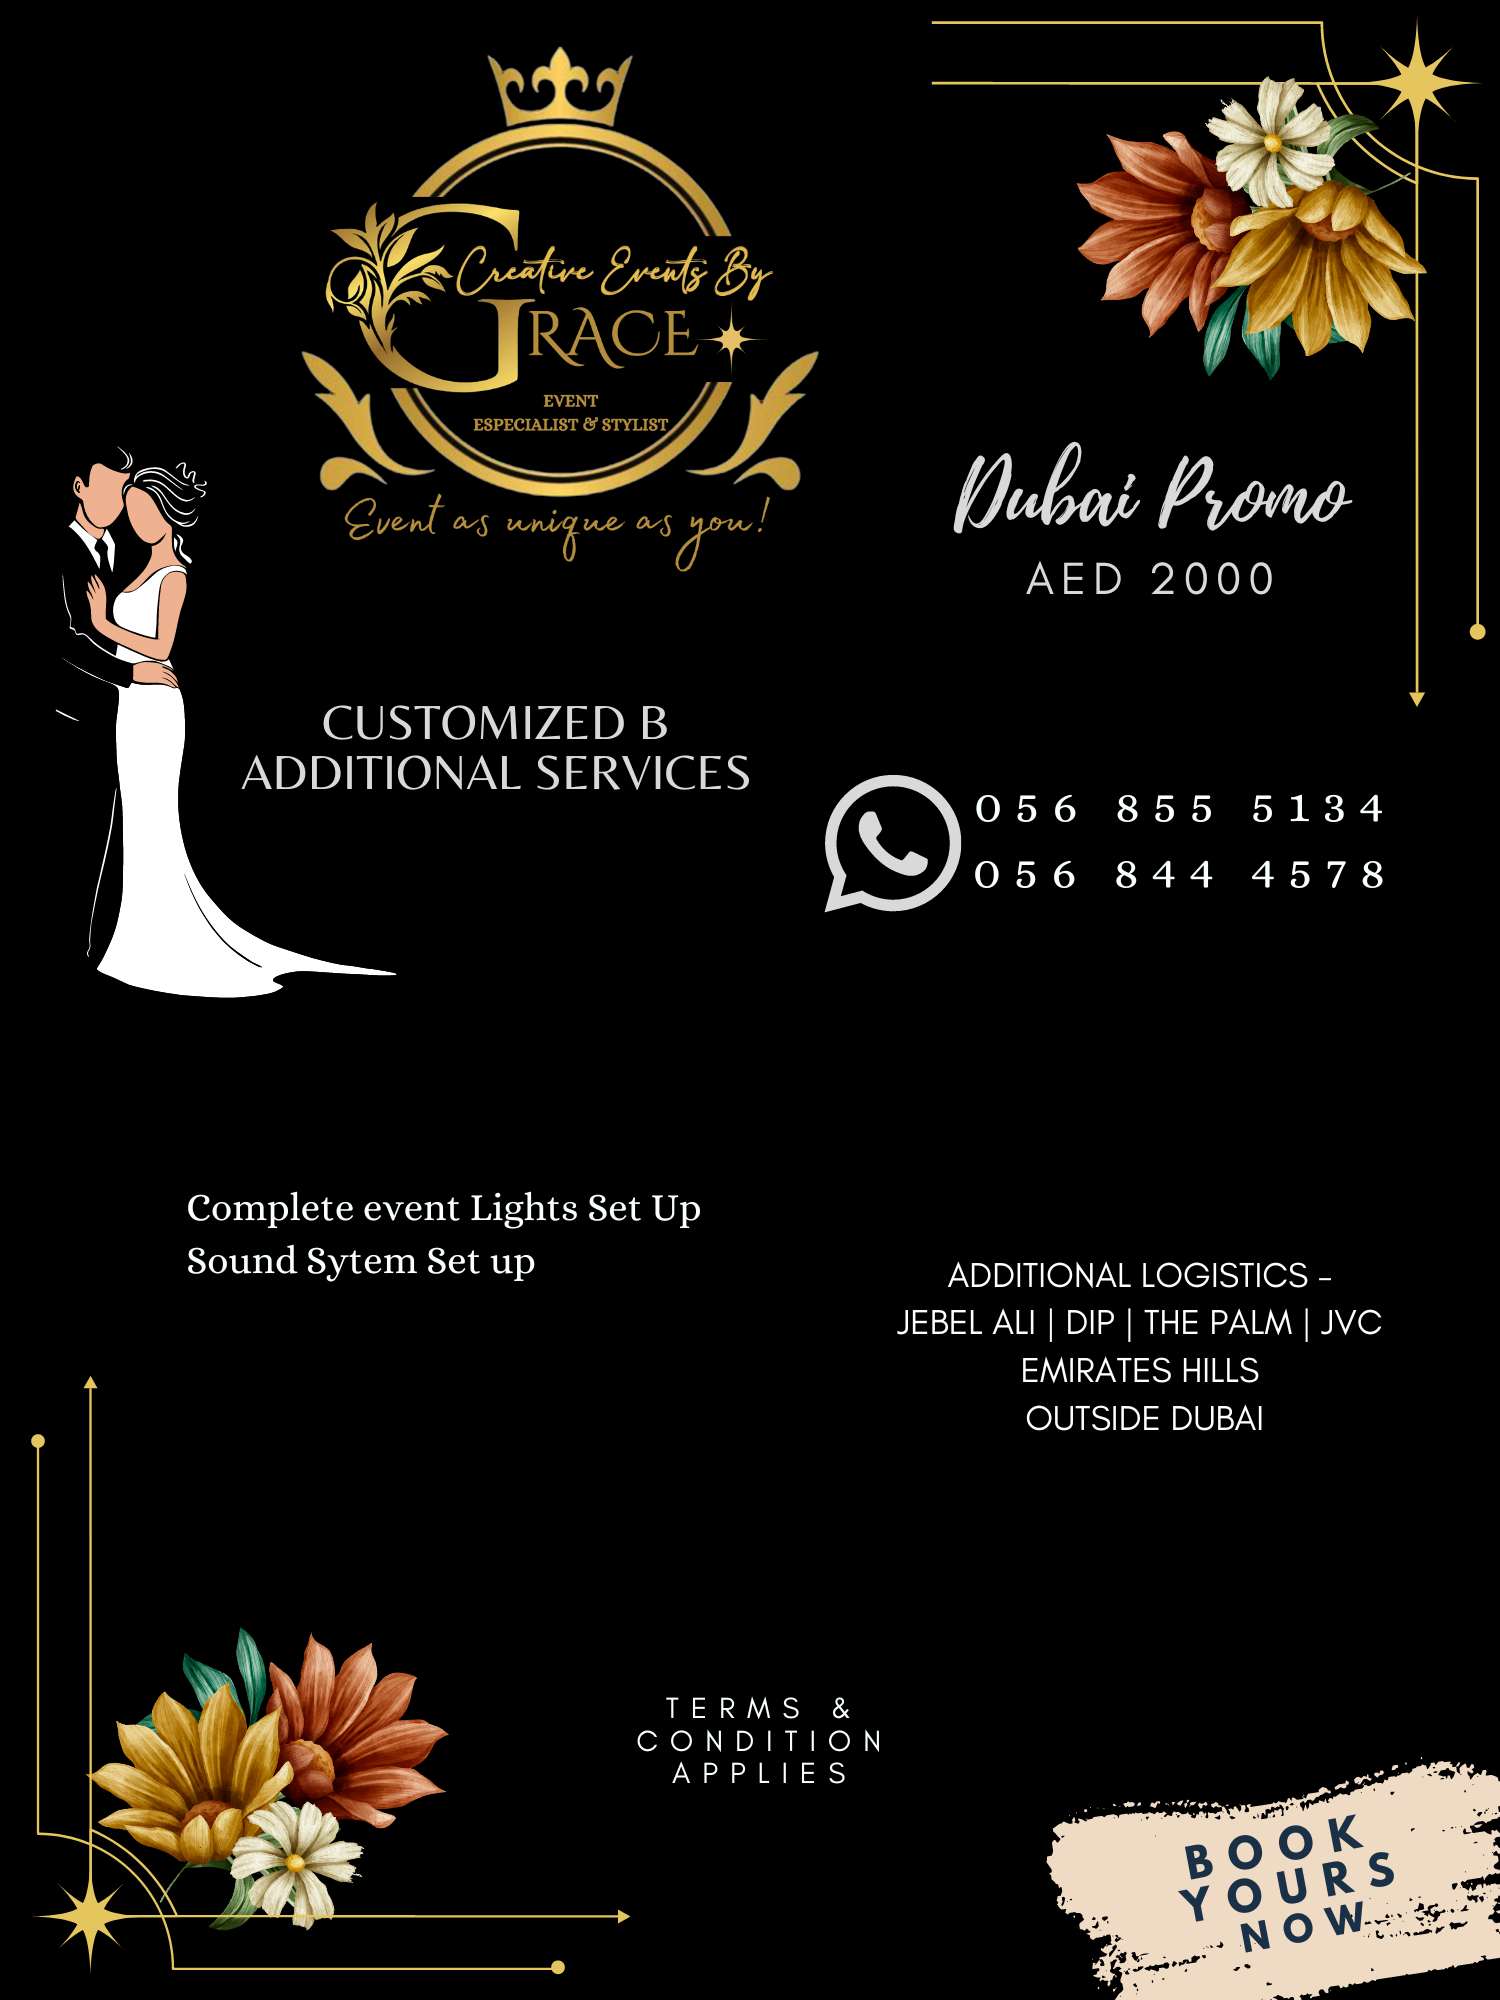 Creative Events By
GRACE
EVENT
ESPECIALIST & STYLIST
Event as unique as you!
Dubai Promo
AED 2000
CUSTOMIZED B
ADDITIONAL SERVICES
056 855 5134
056 844 4578
Complete event Lights Set Up
Sound Sytem Set up
ADDITIONAL LOGISTICS -
JEBEL ALI | DIP | THE PALM | JVC
EMIRATES HILLS
OUTSIDE DUBAI
TERMS &
CONDITION
APPLIES
BOOK
YOURS
NOW